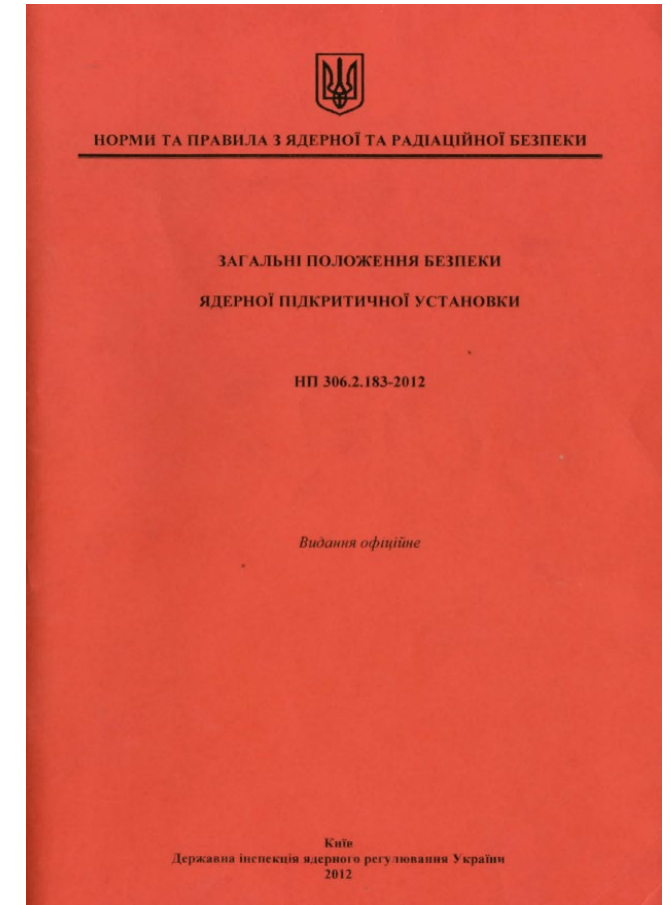 НОРМИ ТА ПРАВИЛА З ЯДЕРНОЇ ТА РАДІАЦІЙНОЇ БЕЗПЕКИ
ЗАГАЛЬНІ ПОЛОЖЕННЯ БЕЗПЕКИ
ЯДЕРНОЇ ПІДКРИТИЧНОЇ УСТАНОВКИ
НП 306.2.183-2012
Видання офіційне
Київ
Державна інспекція ядерного регулювання України
2012